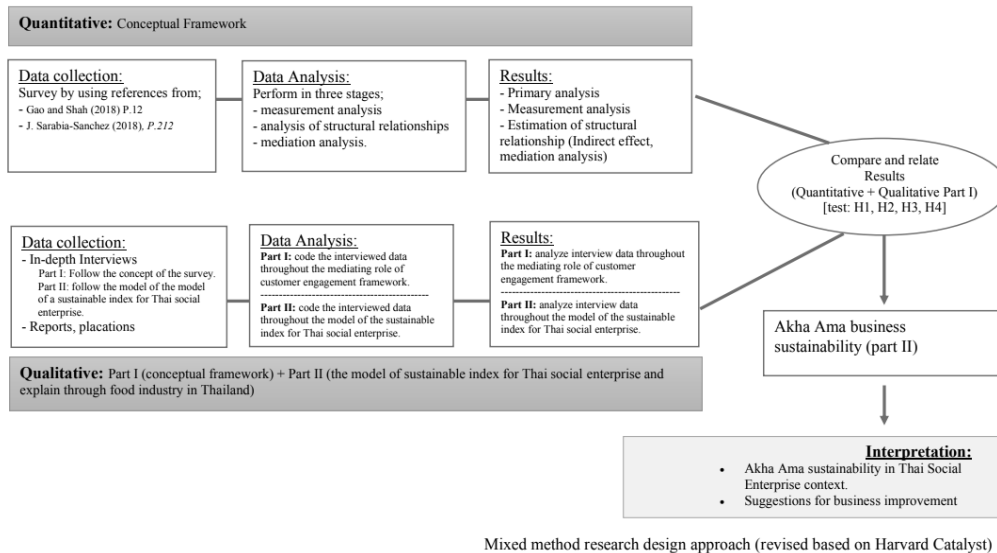 Quantitative: Conceptual Framework
Data collection:
Survey by using references from;
- Gao and Shah (2018) P.12
- J. Sarabia-Sanchez (2018), P.212
Data Analysis:
Perform in three stages;
- measurement analysis
- analysis of structural relationships
- mediation analysis.
Results:
- Primary analysis
- Measurement analysis
- Estimation of structural
relationship (Indirect effect,
mediation analysis)
Compare and relate
Results
(Quantitative + Qualitative Part I)
[test: H1, H2, H3, H4]
Data collection:
- In-depth Interviews
Part I: Follow the concept of the survey.
Part II: follow the model of the model
of a sustainable index for Thai social
enterprise.
- Reports, placations
Data Analysis:
Part I: code the interviewed data
throughout the mediating role of
customer engagement framework.
Part II: code the interviewed data
throughout the model of the sustainable
index for Thai social enterprise.
Results:
Part I: analyze interview data throughout
the mediating role of customer
engagement framework.
Part II: analyze interview data
throughout the model of the sustainable
index for Thai social enterprise.
Akha Ama business
sustainability (part II)
Qualitative: Part I (conceptual framework) + Part II (the model of sustainable index for Thai social enterprise and
explain through food industry in Thailand)
Interpretation:
• Akha Ama sustainability in Thai Social
Enterprise context.
• Suggestions for business improvement
Mixed method research design approach (revised based on Harvard Catalyst)